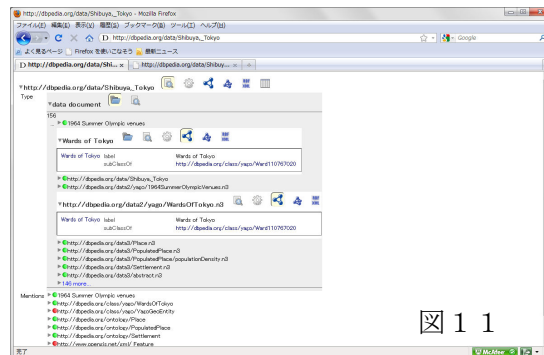 http://dbpedia.org/data/Shibuya,_Tokyo - Mozilla Firefox
ファイル(F) 編集(E) 表示(V) 履歴(S) ブックマーク(B) ツール(T) ヘルプ(H)
http://dbpedia.org/data/Shibuya,_Tokyo
Google
よく見るページ Firefox を使いこなそう 最新ニュース
http://dbpedia.org/data/Shi...
http://dbpedia.org/data/Shibuy...
http://dbpedia.org/data/Shibuya_Tokyo
Type
data document
156
... 1964 Summer Olympic venues
Wards of Tokyo
Wards of Tokyo label Wards of Tokyo
subClassOf http://dbpedia.org/class/yago/Ward110767020
http://dbpedia.org/data/Shibuya,_Tokyo
http://dbpedia.org/data2/yago/1964SummerOlympicVenues.n3
http://dbpedia.org/data2/yago/WardsOfTokyo.n3
Wards of Tokyo label Wards of Tokyo
subClassOf http://dbpedia.org/class/yago/Ward110767020
http://dbpedia.org/data3/Place.n3
http://dbpedia.org/data3/PopulatedPlace.n3
http://dbpedia.org/data3/PopulatedPlace/populationDensity.n3
http://dbpedia.org/data3/Settlement.n3
http://dbpedia.org/data3/abstract.n3
146 more...
Mentions 1964 Summer Olympic venues
http://dbpedia.org/class/yago/WardsOfTokyo
http://dbpedia.org/class/yago/YagoGeoEntity
http://dbpedia.org/ontology/Place
http://dbpedia.org/ontology/PopulatedPlace
http://dbpedia.org/ontology/Settlement
http://www.opengis.net/gml/_Feature
図１１
完了
McAfee